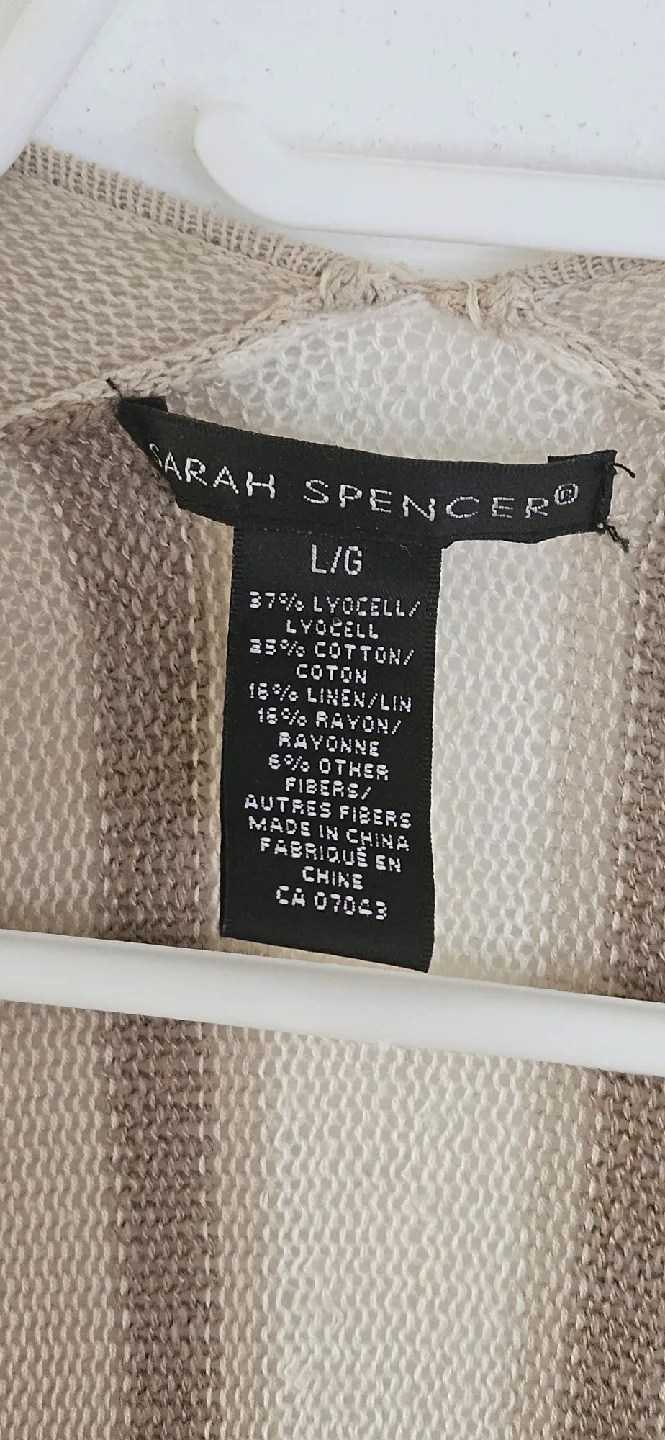 SARAH SPENCER®
L/G
37% LYOCELL/
LYOCELL
25% COTTON/
COTON
16% LINEN/LIN
16% RAYON/
RAYONNE
6% OTHER
FIBERS/
AUTRES FIBERS
MADE IN CHINA
FABRIQUÉ EN
CHINE
CA 07043